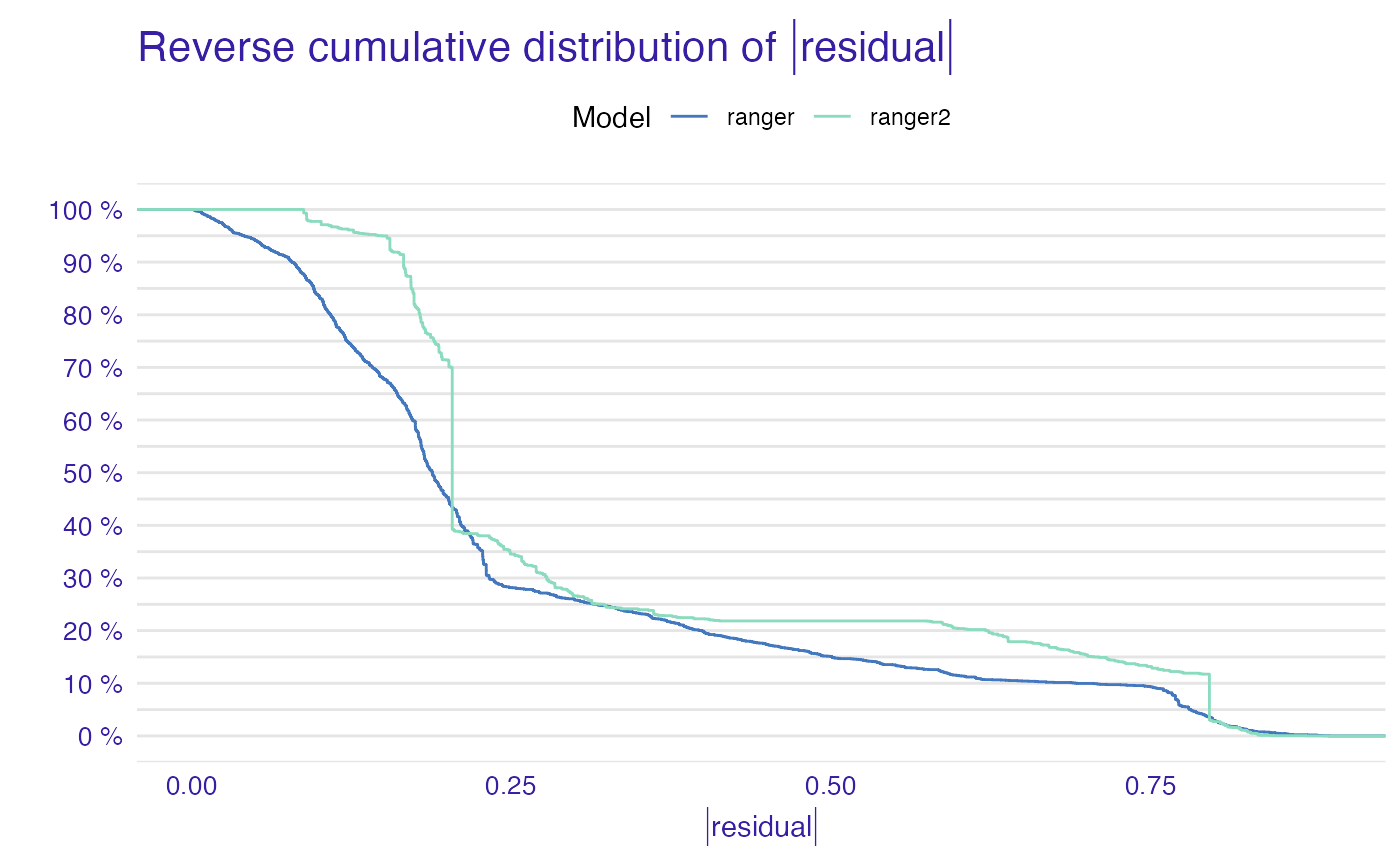 Reverse cumulative distribution of |residual|
Model ranger ranger2
100 %
90 %
80 %
70 %
60 %
50 %
40 %
30 %
20 %
10 %
0 %
0.00 0.25 0.50 0.75
|residual|